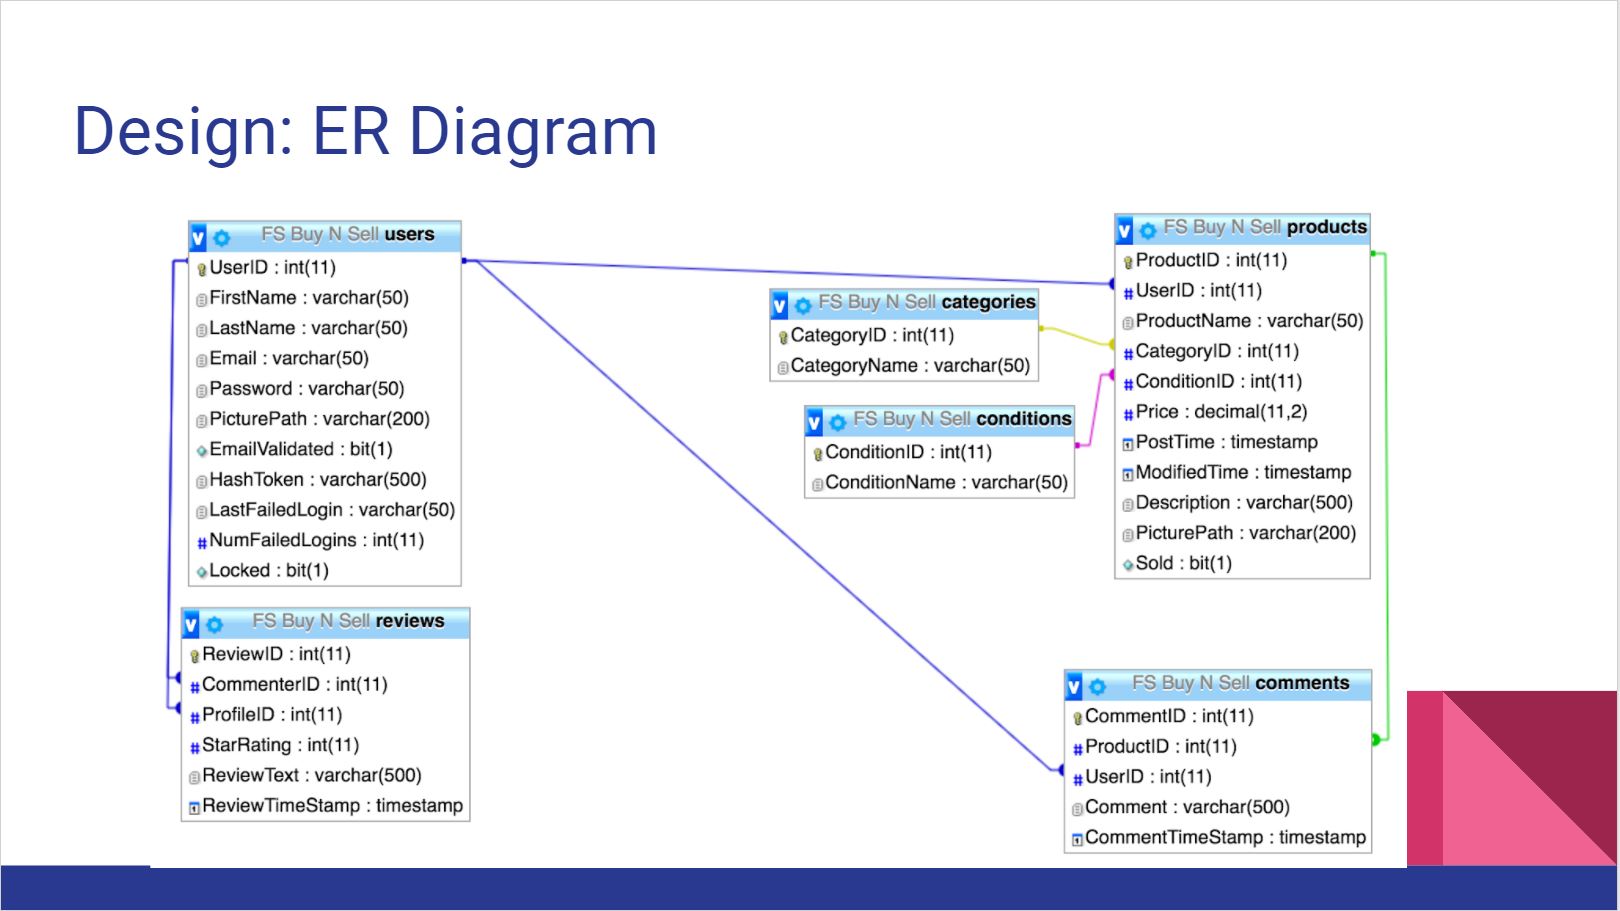 Design: ER Diagram
FS Buy N Sell users
UserID : int(11)
FirstName : varchar(50)
LastName : varchar(50)
Email : varchar(50)
Password : varchar(50)
PicturePath : varchar(200)
EmailValidated : bit(1)
HashToken : varchar(500)
LastFailedLogin : varchar(50)
NumFailedLogins : int(11)
Locked : bit(1)
FS Buy N Sell reviews
ReviewID : int(11)
CommenterID : int(11)
ProfileID : int(11)
StarRating : int(11)
ReviewText : varchar(500)
ReviewTimeStamp : timestamp
FS Buy N Sell categories
CategoryID : int(11)
CategoryName : varchar(50)
FS Buy N Sell conditions
ConditionID : int(11)
ConditionName : varchar(50)
FS Buy N Sell products
ProductID : int(11)
UserID : int(11)
ProductName : varchar(50)
CategoryID : int(11)
ConditionID : int(11)
Price : decimal(11,2)
PostTime : timestamp
ModifiedTime : timestamp
Description : varchar(500)
PicturePath : varchar(200)
Sold : bit(1)
FS Buy N Sell comments
CommentID : int(11)
ProductID : int(11)
UserID : int(11)
Comment : varchar(500)
CommentTimeStamp : timestamp